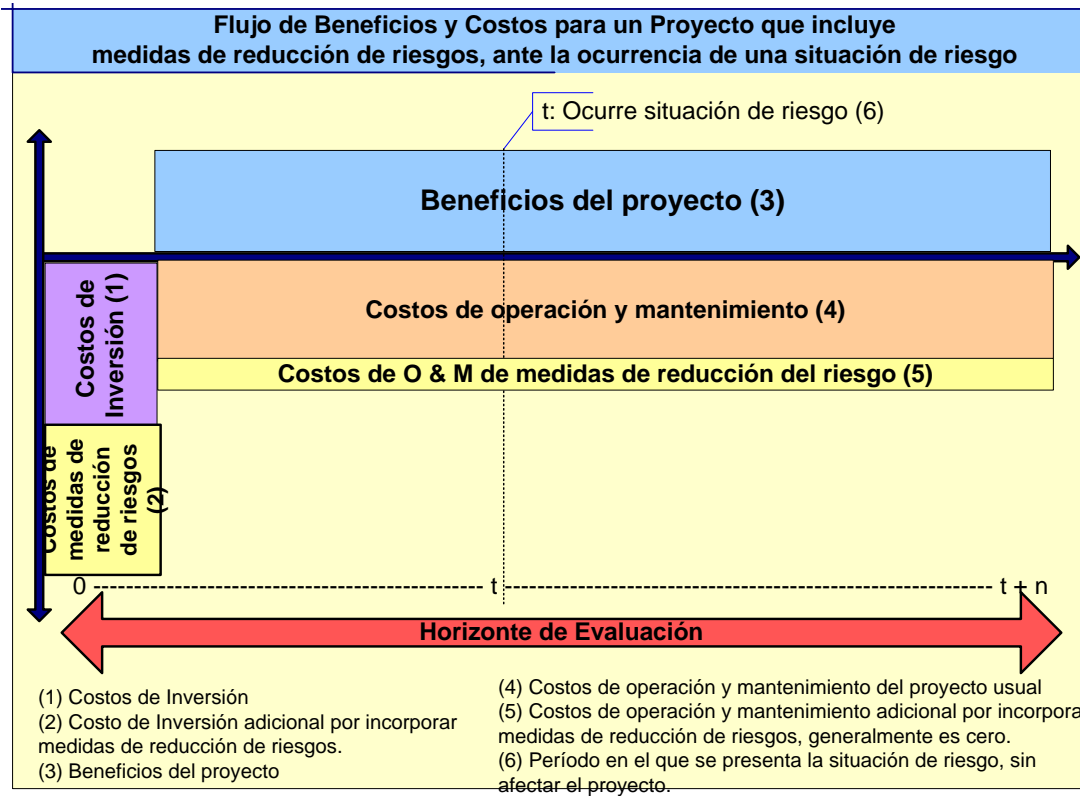 Flujo de Beneficios y Costos para un Proyecto que incluye
medidas de reducción de riesgos, ante la ocurrencia de una situación de riesgo
t: Ocurre situación de riesgo (6)
Beneficios del proyecto (3)
Costos de
Inversión (1)
Costos de operación y mantenimiento (4)
Costos de O & M de medidas de reducción del riesgo (5)
Costos de
medidas de
reducción
de riesgos
(2)
0 ------------------------------------------------- t ------------------------------------------------------------ t + n
Horizonte de Evaluación
(1) Costos de Inversión
(2) Costo de Inversión adicional por incorporar
medidas de reducción de riesgos.
(3) Beneficios del proyecto
(4) Costos de operación y mantenimiento del proyecto usual
(5) Costos de operación y mantenimiento adicional por incorpora
medidas de reducción de riesgos, generalmente es cero.
(6) Período en el que se presenta la situación de riesgo, sin
afectar el proyecto.